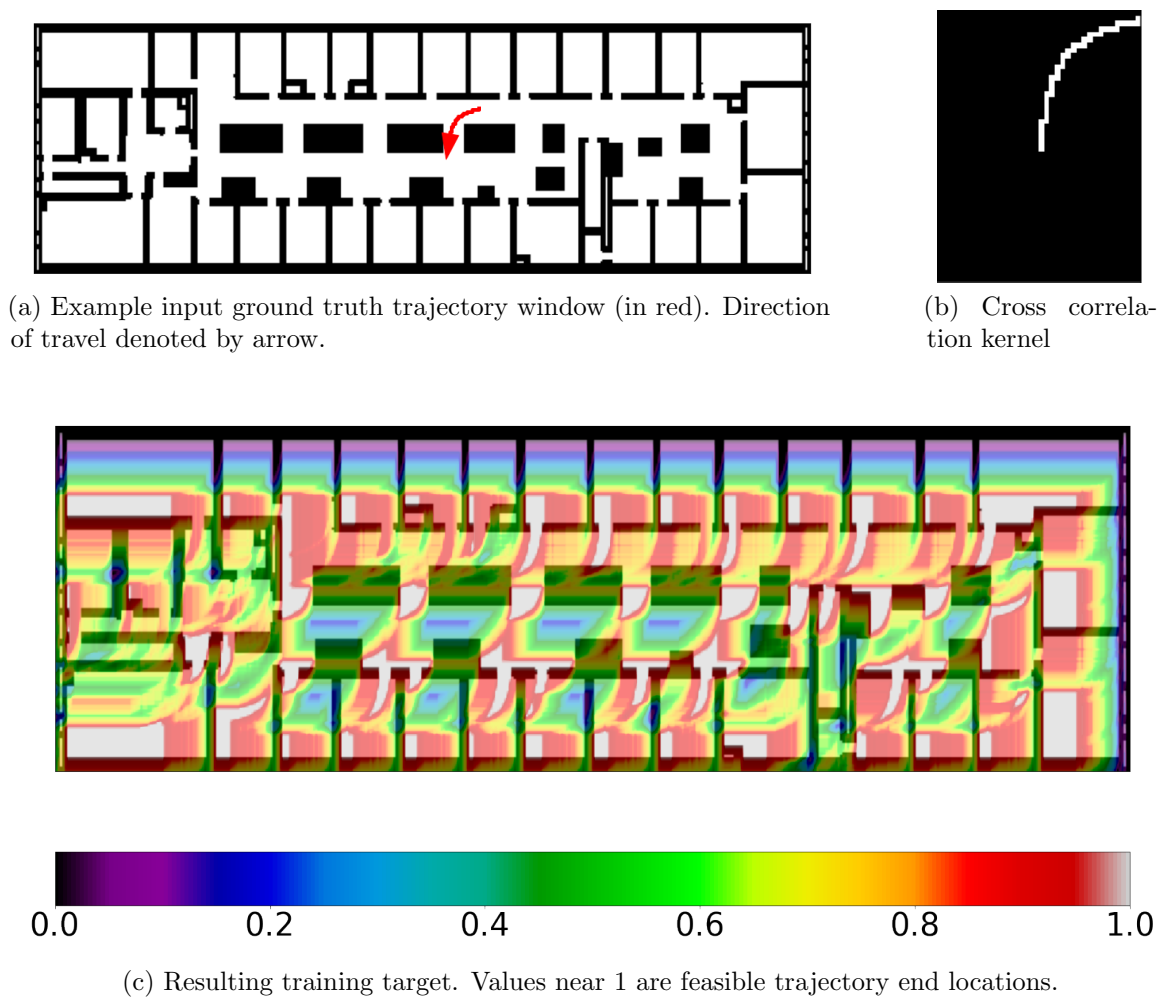 (a) Example input ground truth trajectory window (in red). Direction
of travel denoted by arrow.
(b) Cross correla-
tion kernel
0.0 0.2 0.4 0.6 0.8 1.0
(c) Resulting training target. Values near 1 are feasible trajectory end locations.